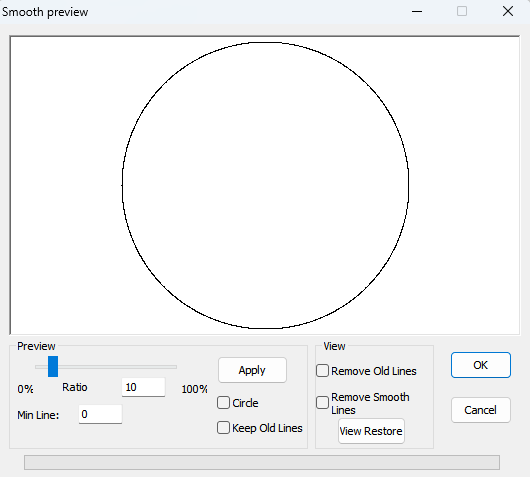 Smooth preview
Preview
0%
Ratio
10
100%
Apply
Min Line:
0
Circle
Keep Old Lines
View
Remove Old Lines
Remove Smooth
Lines
View Restore
OK
Cancel